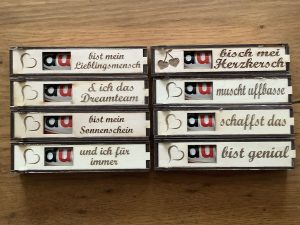 bist mein
Lieblingsmensch
& ich das
Dreamteam
bist mein
Sonnenschein
und ich für
immer
bisch mei
Herzkersch
muscht uffbasse
schaffst das
bist genial